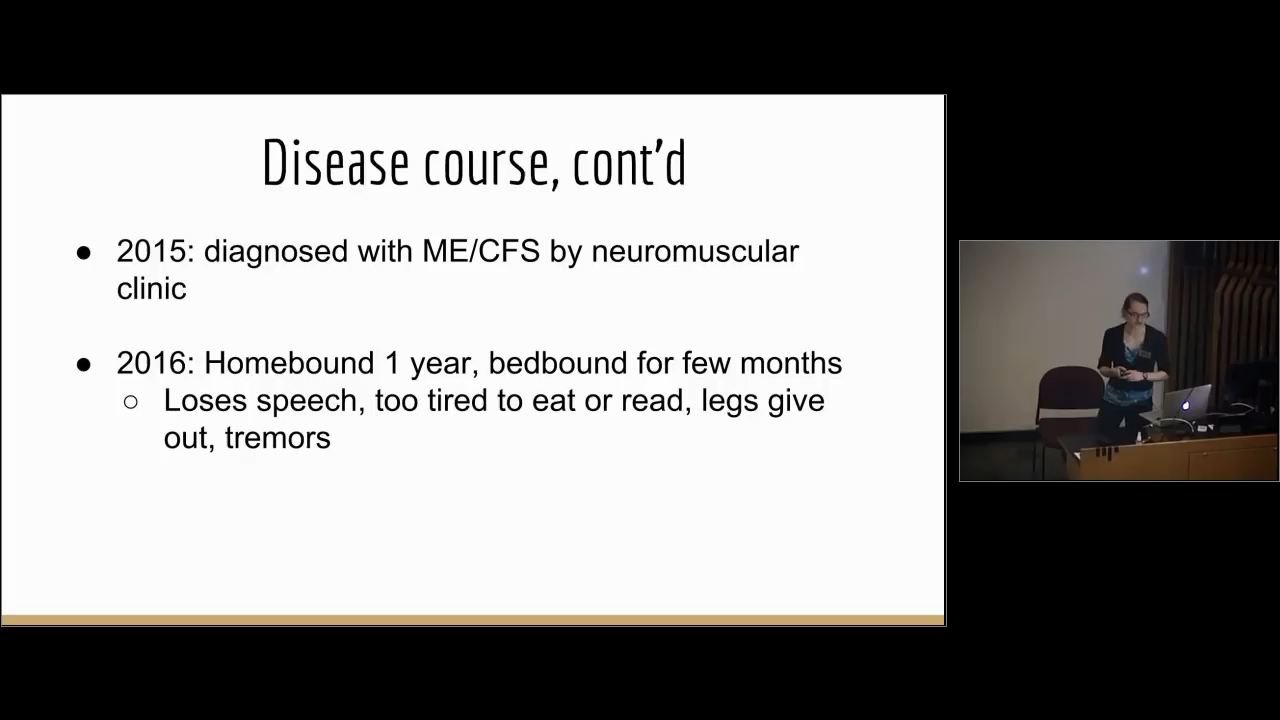 Disease course, cont’d
● 2015: diagnosed with ME/CFS by neuromuscular
clinic
● 2016: Homebound 1 year, bedbound for few months
○ Loses speech, too tired to eat or read, legs give
out, tremors